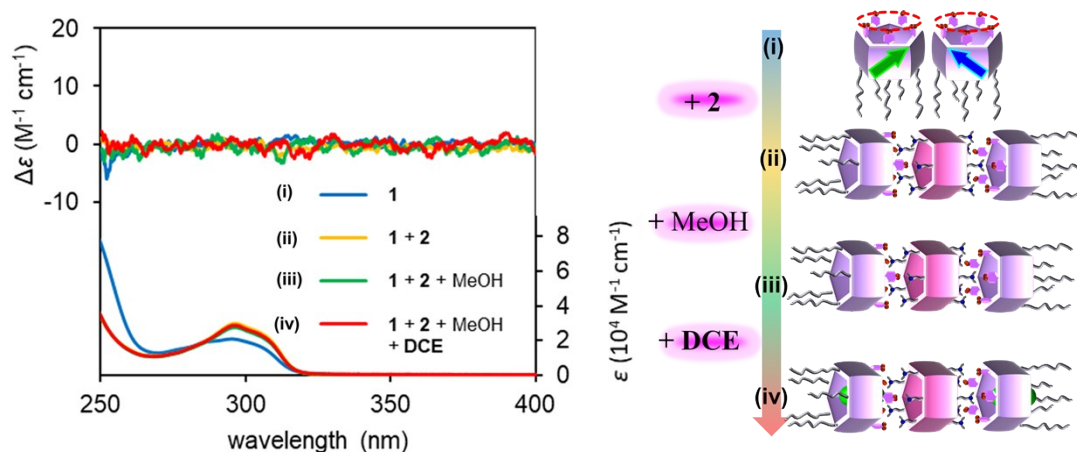 20
10
0
-10
Δε (M⁻¹ cm⁻¹)
(i) 1
(ii) 1 + 2
(iii) 1 + 2 + MeOH
(iv) 1 + 2 + MeOH
+ DCE
8
6
4
2
0
ε (10⁴ M⁻¹ cm⁻¹)
250
300
350
400
wavelength (nm)
(i)
+ 2
(ii)
+ MeOH
(iii)
+ DCE
(iv)